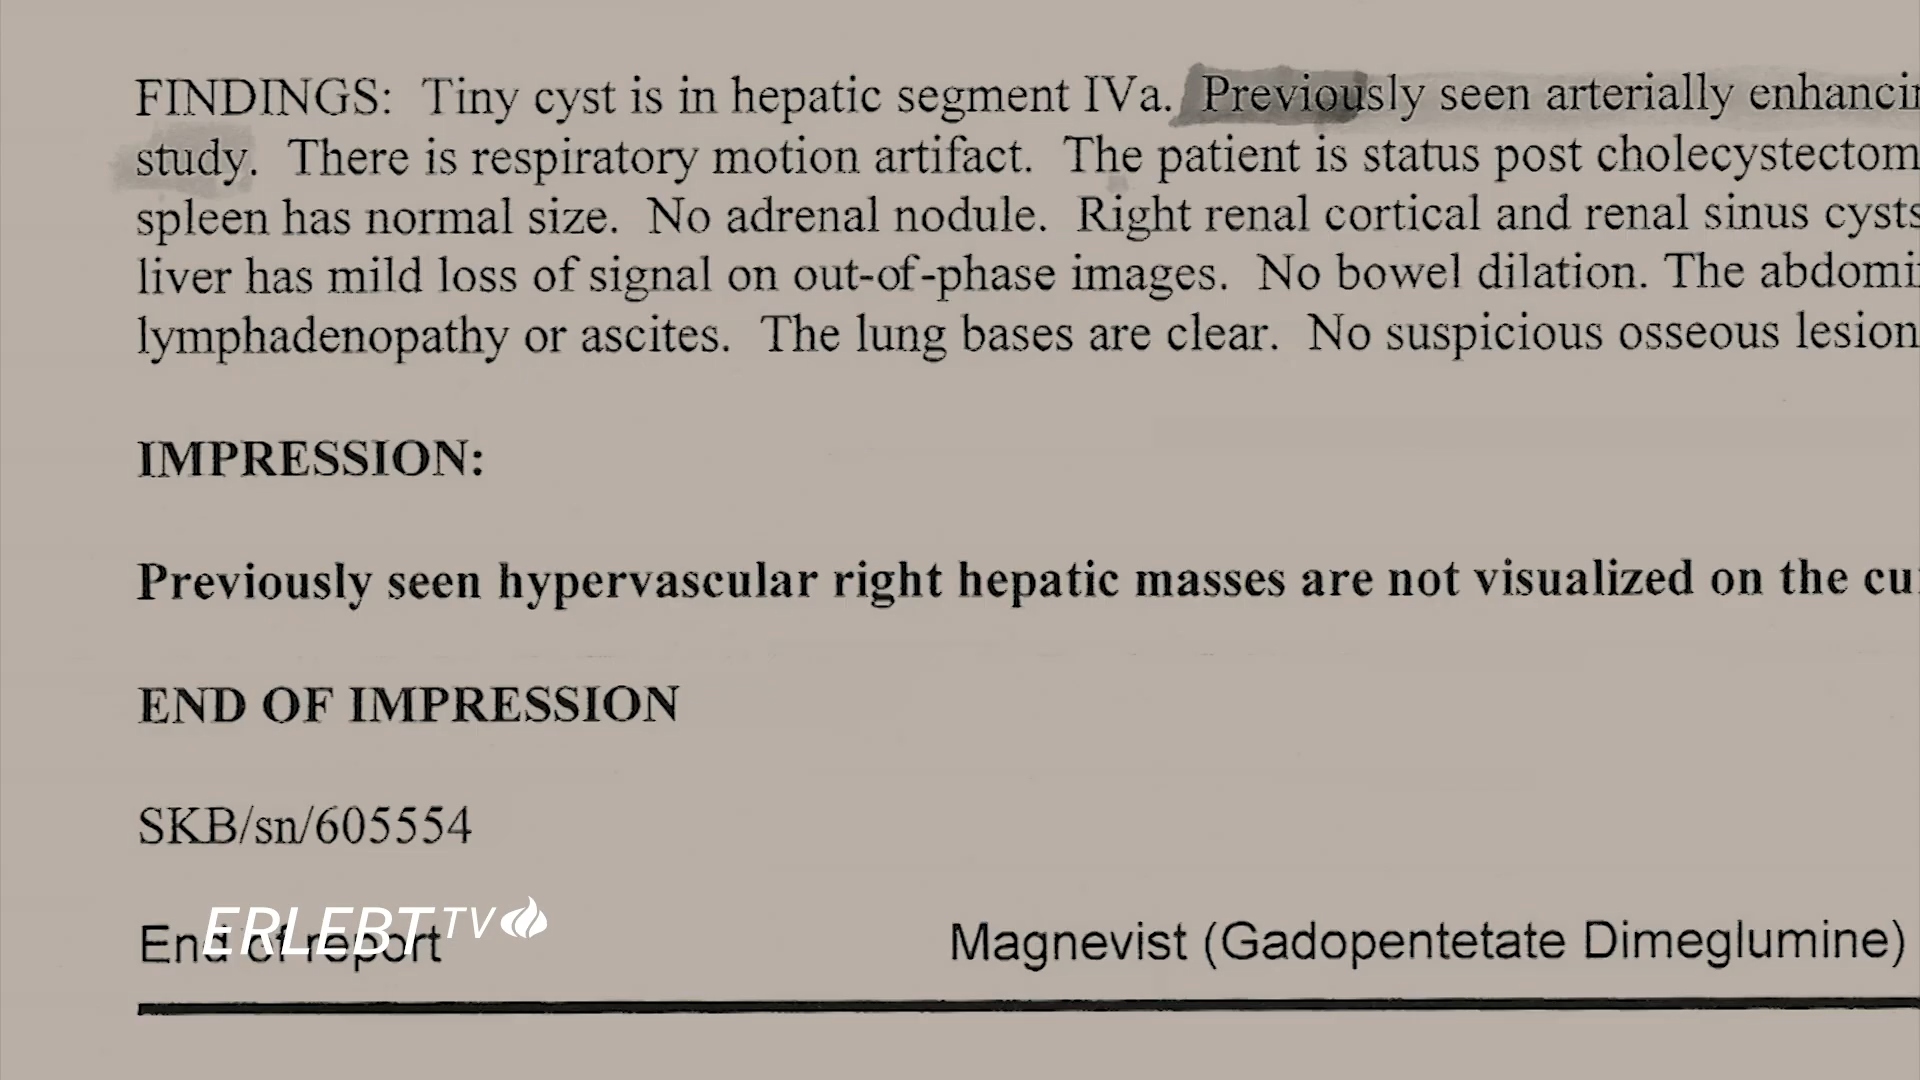 FINDINGS: Tiny cyst is in hepatic segment IVa. Previously seen arterially
study. There is respiratory motion artifact. The patient is status post
spleen has normal size. No adrenal nodule. Right renal cortical and renal sinus cysts
liver has mild loss of signal on out-of-phase images. No bowel dilation. The
lymphadenopathy or ascites. The lung bases are clear. No suspicious osseous lesion
IMPRESSION:
Previously seen hypervascular right hepatic masses are not visualized on the
END OF IMPRESSION
SKB/sn/605554
End of report Magnevist (Gadopentetate Dimeglumine)
ERLEBT TV